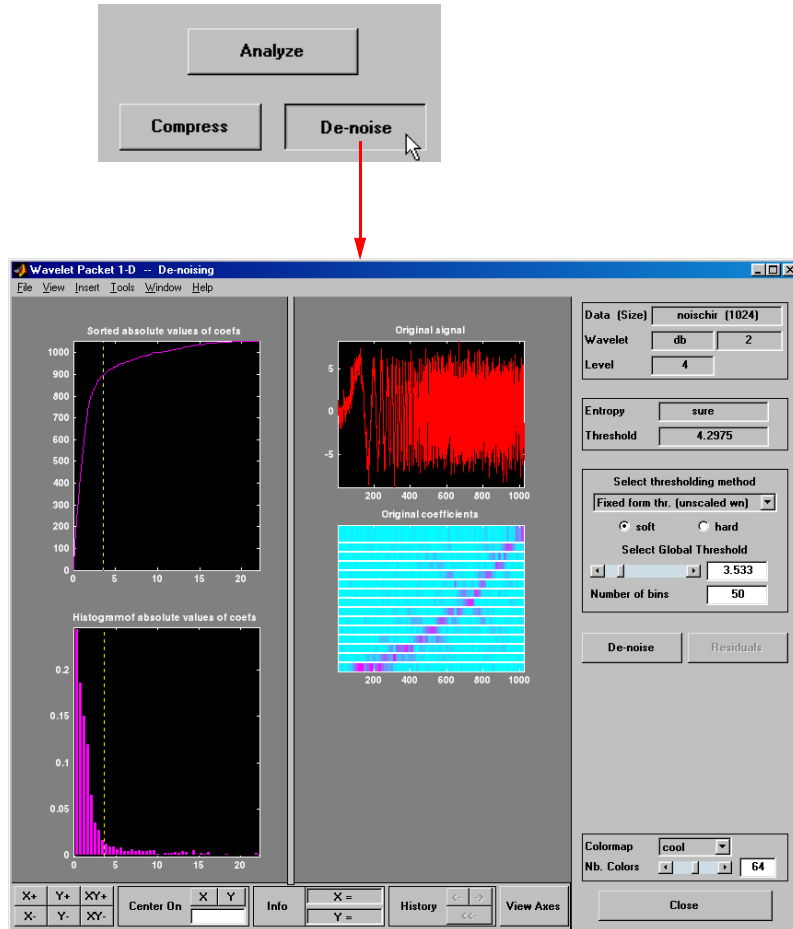 Analyze
Compress De-noise
Wavelet Packet 1-D -- De-noising
File View Insert Tools Window Help
Sorted absolute values of coefs
1000
900
800
700
600
500
400
300
200
100
0
0 5 10 15 20
Histogramof absolute values of coefs
0.2
0.15
0.1
0.05
0
0 5 10 15 20
Original signal
5
0
-5
200 400 600 800 1000
Original coefficients
200 400 600 800 1000
Data (Size) noischir (1024)
Wavelet db 2
Level 4
Entropy sure
Threshold 4.2975
Select thresholding method
Fixed form thr. (unscaled wn)
soft hard
Select Global Threshold
3.533
Number of bins 50
De-noise Residuals
Colormap cool
Nb. Colors 64
Close
X+ Y+ XY+
X- Y- XY-
Center On X Y
Info X =
Y =
History <- ->
<<-
View Axes